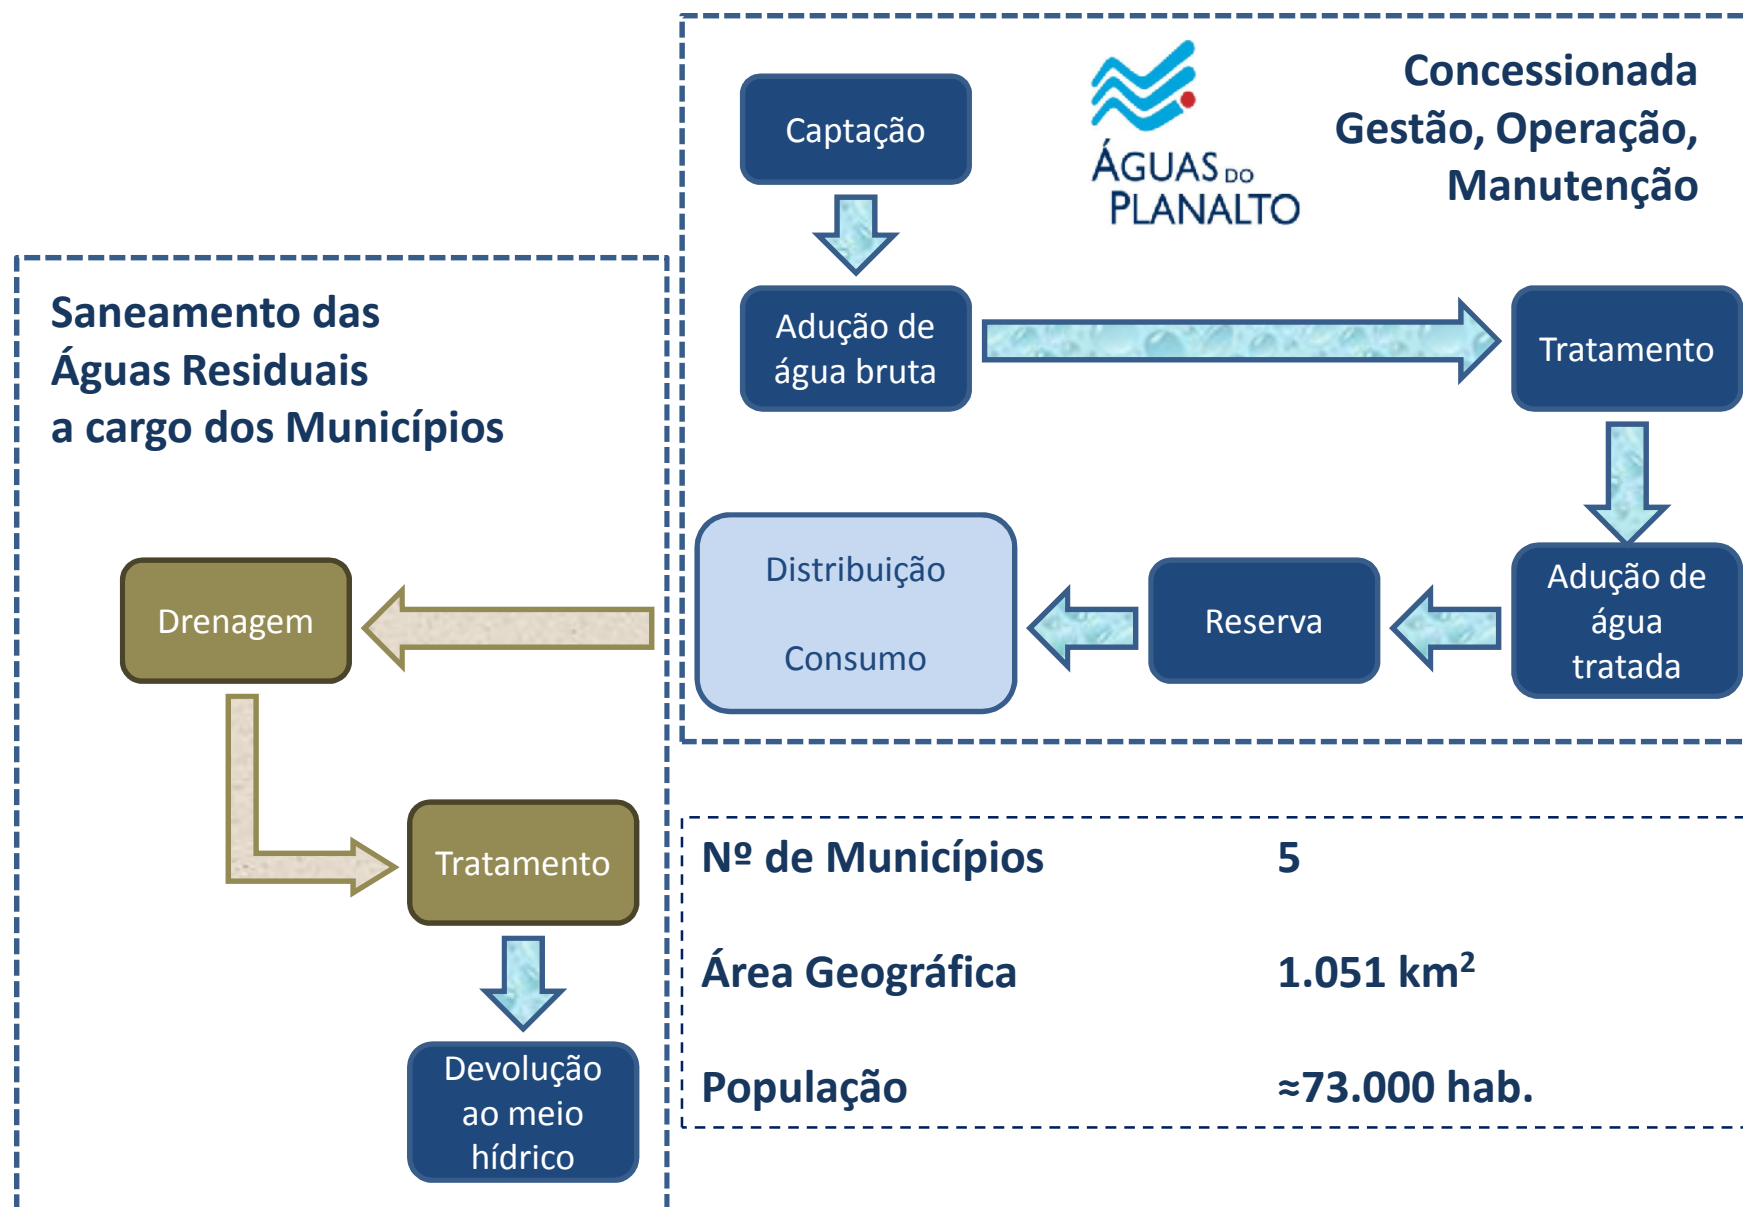 Captação
ÁGUAS DO
PLANALTO
Concessionada
Gestão, Operação,
Manutenção
Adução de
água bruta
Tratamento
Adução de
água
tratada
Reserva
Distribuição
Consumo
Saneamento das
Águas Residuais
a cargo dos Municípios
Drenagem
Tratamento
Devolução
ao meio
hídrico
Nº de Municípios 5
Área Geográfica 1.051 km²
População ≈73.000 hab.